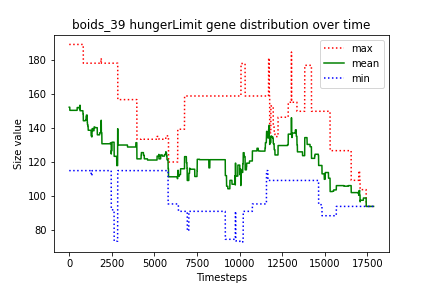 boids_39 hungerLimit gene distribution over time
max
mean
min
Size value
180
160
140
120
100
80
0
2500
5000
7500
10000
12500
15000
17500
Timesteps